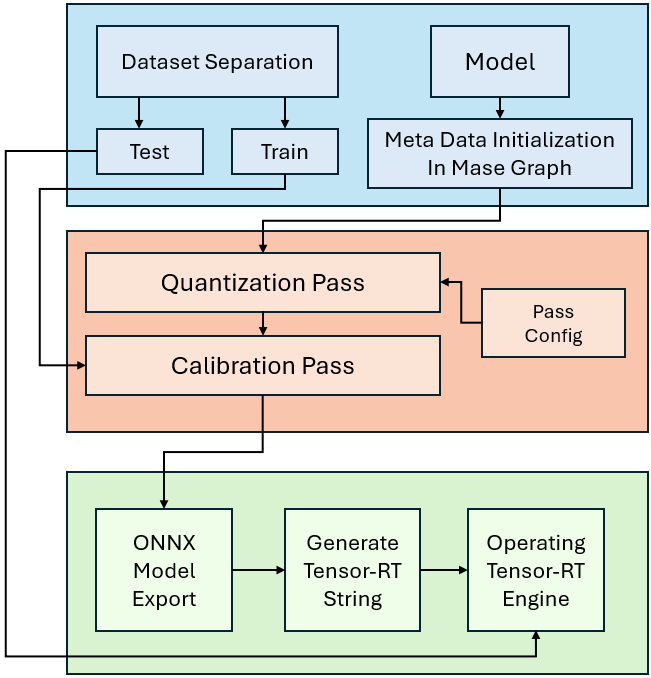 Dataset Separation
Model
Test
Train
Meta Data Initialization
In Mase Graph
Quantization Pass
Pass
Config
Calibration Pass
ONNX
Model
Export
Generate
Tensor-RT
String
Operating
Tensor-RT
Engine